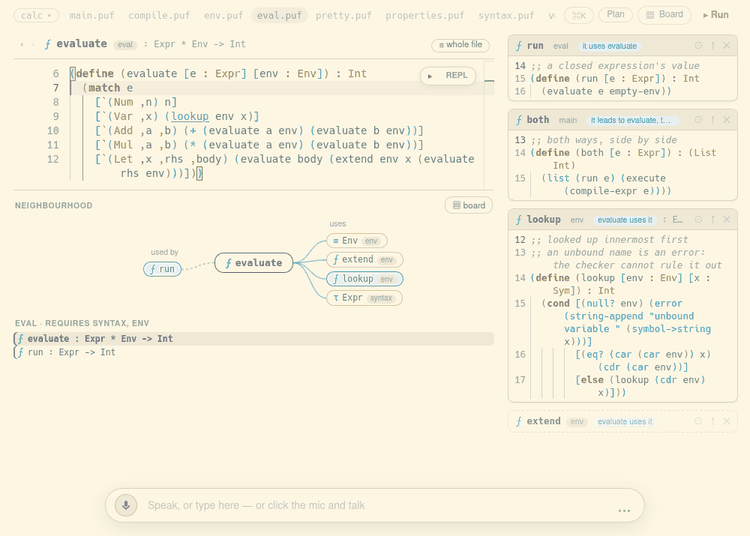 calc ▾ main.puf compile.puf env.puf eval.puf pretty.puf properties.puf syntax.puf ⌘K Plan Board ▸ Run
ƒ evaluate eval : Expr * Env -> Int ≡ whole file
6 (define (evaluate [e : Expr] [env : Env]) : Int
▸ REPL
7 (match e
8 [`(Num ,n) n]
9 [`(Var ,x) (lookup env x)]
10 [`(Add ,a ,b) (+ (evaluate a env) (evaluate b env))]
11 [`(Mul ,a ,b) (* (evaluate a env) (evaluate b env))]
12 [`(Let ,x ,rhs ,body) (evaluate body (extend env x (evaluate
rhs env)))]))
NEIGHBOURHOOD board
used by
ƒ run
ƒ evaluate
uses
≡ Env env
ƒ extend env
ƒ lookup env
τ Expr syntax
EVAL · REQUIRES SYNTAX, ENV
ƒ evaluate : Expr * Env -> Int
ƒ run : Expr -> Int
ƒ run eval it uses evaluate
14 ;; a closed expression's value
15 (define (run [e : Expr]) : Int
16 (evaluate e empty-env))
ƒ both main it leads to evaluate, t…
13 ;; both ways, side by side
14 (define (both [e : Expr]) : (List
Int)
15 (list (run e) (execute
(compile-expr e))))
ƒ lookup env evaluate uses it : E…
12 ;; looked up innermost first
13 ;; an unbound name is an error:
the checker cannot rule it out
14 (define (lookup [env : Env] [x :
Sym]) : Int
15 (cond [(null? env) (error
(string-append "unbound
variable " (symbol->string
x)))]
16 [(eq? (car (car env)) x)
(cdr (car env))]
17 [else (lookup (cdr env)
x)]))
ƒ extend env evaluate uses it
Speak, or type here — or click the mic and talk ...